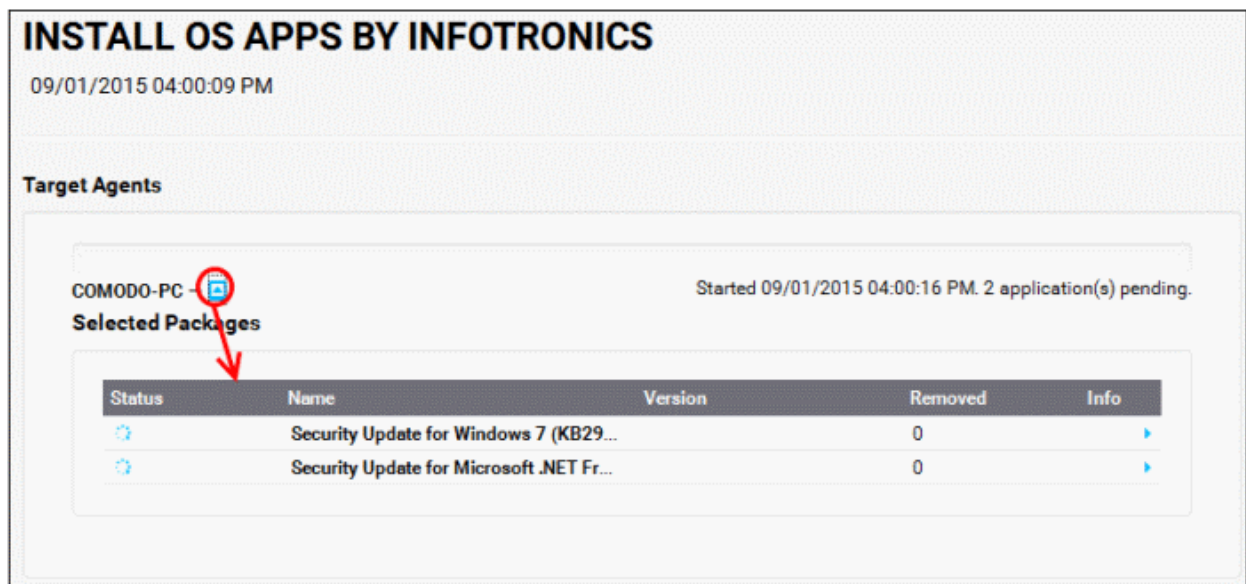 INSTALL OS APPS BY INFOTRONICS
09/01/2015 04:00:09 PM
Target Agents
COMODO-PC - Started 09/01/2015 04:00:16 PM. 2 application(s) pending.
Selected Packages
Status Name Version Removed Info
Security Update for Windows 7 (KB29... 0
Security Update for Microsoft .NET Fr... 0